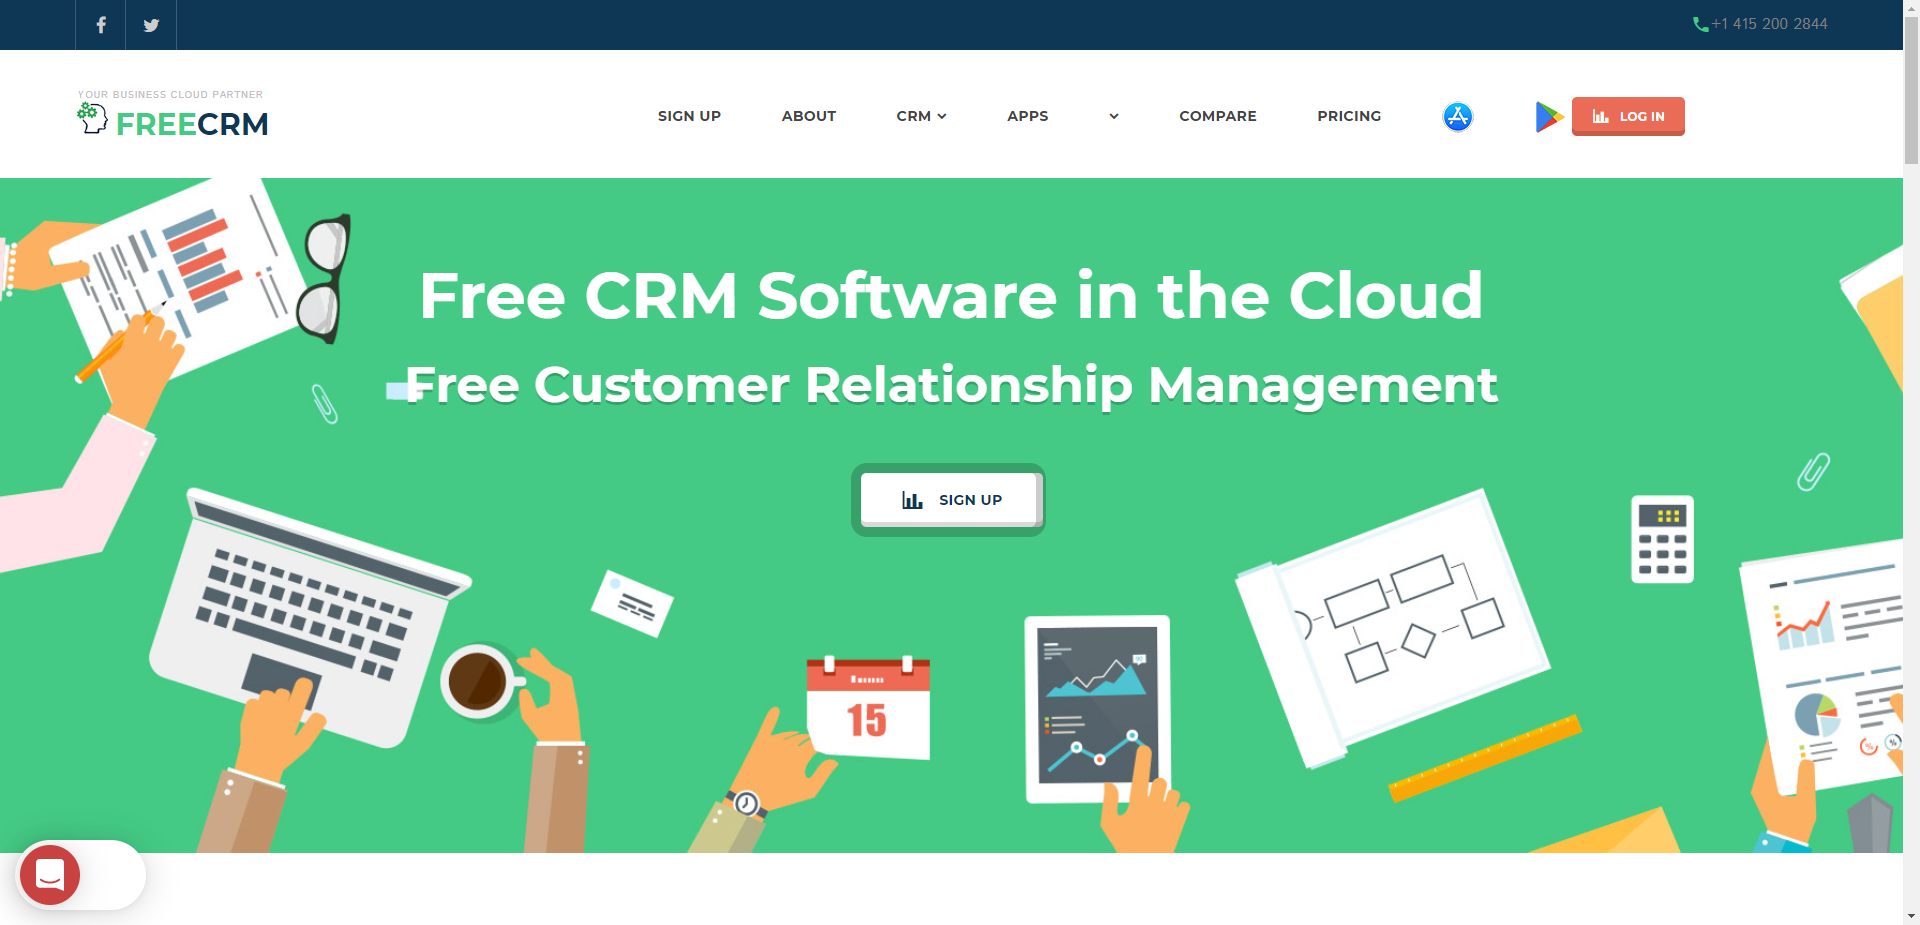 +1 415 200 2844
YOUR BUSINESS CLOUD PARTNER
FREECRM
SIGN UP
ABOUT
CRM
APPS
COMPARE
PRICING
LOG IN
Free CRM Software in the Cloud
Free Customer Relationship Management
SIGN UP
15
%
%